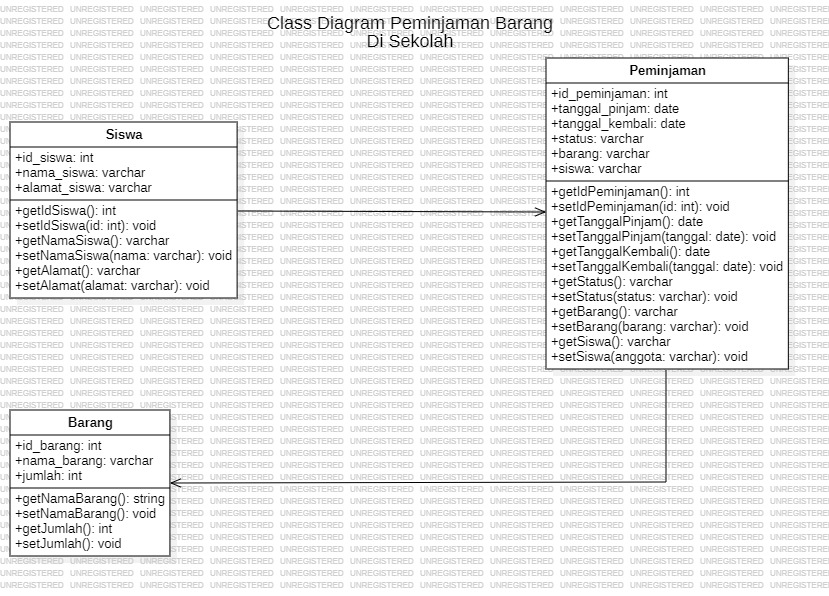 Class Diagram Peminjaman Barang
Di Sekolah
Siswa
+id_siswa: int
+nama_siswa: varchar
+alamat_siswa: varchar
+getIdSiswa(): int
+setIdSiswa(id: int): void
+getNamaSiswa(): varchar
+setNamaSiswa(nama: varchar): void
+getAlamat(): varchar
+setAlamat(alamat: varchar): void
Peminjaman
+id_peminjaman: int
+tanggal_pinjam: date
+tanggal_kembali: date
+status: varchar
+barang: varchar
+siswa: varchar
+getIdPeminjaman(): int
+setIdPeminjaman(id: int): void
+getTanggalPinjam(): date
+setTanggalPinjam(tanggal: date): void
+getTanggalKembali(): date
+setTanggalKembali(tanggal: date): void
+getStatus(): varchar
+setStatus(status: varchar): void
+getBarang(): varchar
+setBarang(barang: varchar): void
+getSiswa(): varchar
+setSiswa(anggota: varchar): void
Barang
+id_barang: int
+nama_barang: varchar
+jumlah: int
+getNamaBarang(): string
+setNamaBarang(): void
+getJumlah(): int
+setJumlah(): void
UNREGISTERED